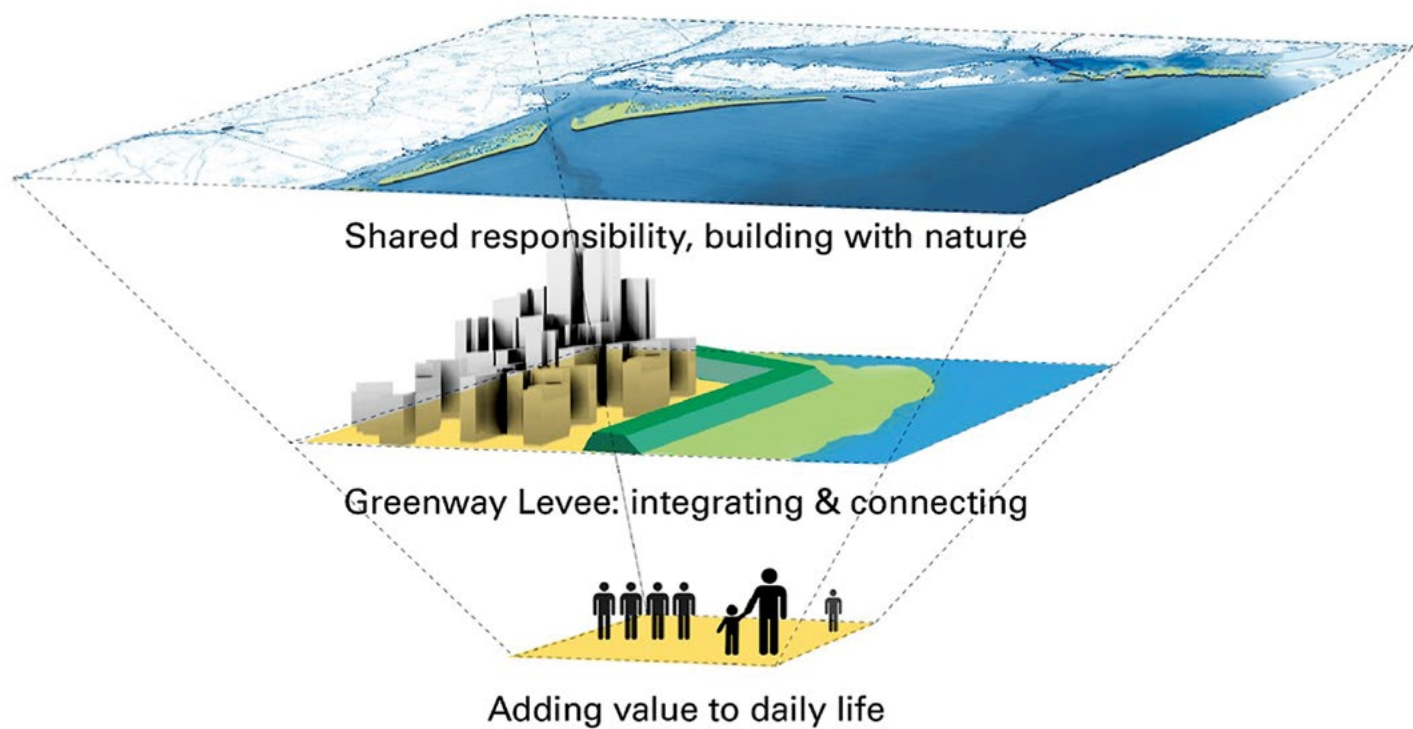 Shared responsibility, building with nature
Greenway Levee: integrating & connecting
Adding value to daily life